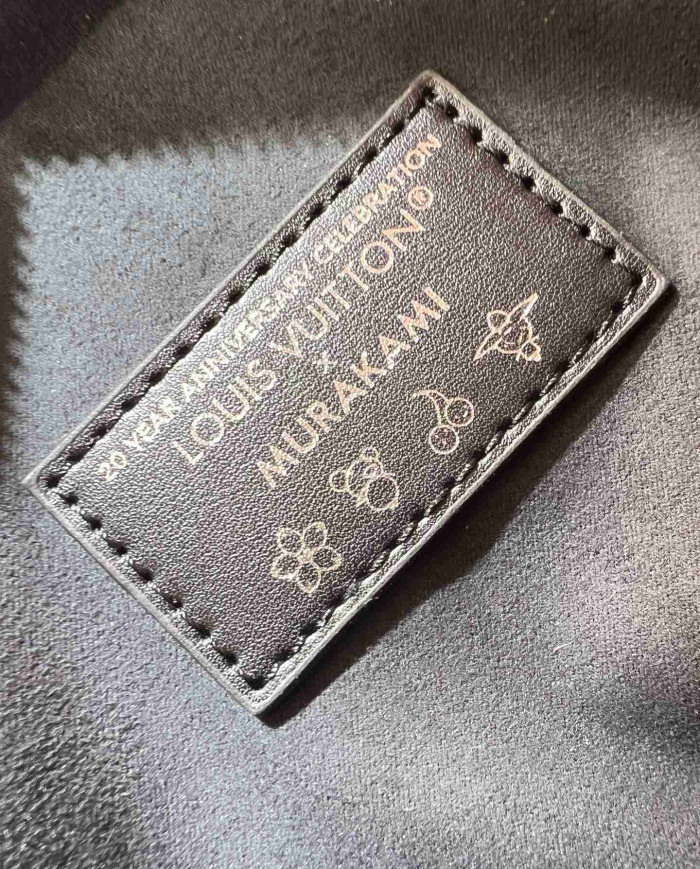 20 YEAR ANNIVERSARY CELEBRATION
LOUIS VUITTON®
×
MURAKAMI